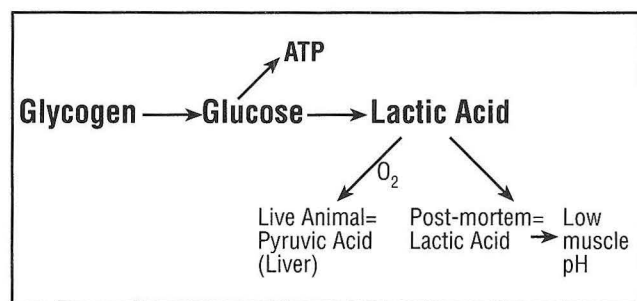 ATP
Glycogen Glucose Lactic Acid
O2
Live Animal=
Pyruvic Acid
(Liver)
Post-mortem=
Lactic Acid
Low
muscle
pH